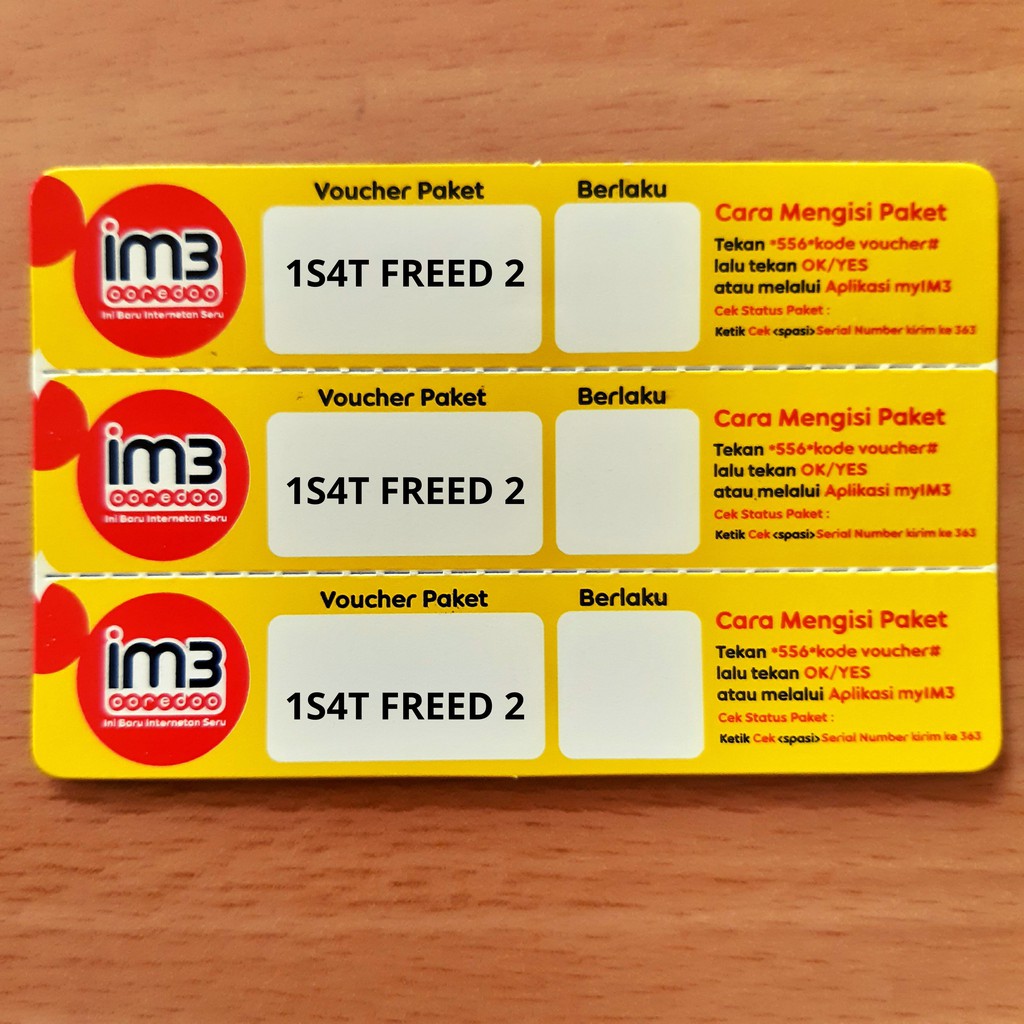 im3
ooredoo
Ini Baru Internetan Seru
Voucher Paket
1S4T FREED 2
Berlaku
Cara Mengisi Paket
Tekan *556*kode voucher#
lalu tekan OK/YES
atau melalui Aplikasi myIM3
Cek Status Paket :
Ketik Cek <spasi> Serial Number kirim ke 363
im3
ooredoo
Ini Baru Internetan Seru
Voucher Paket
1S4T FREED 2
Berlaku
Cara Mengisi Paket
Tekan *556*kode voucher#
lalu tekan OK/YES
atau melalui Aplikasi myIM3
Cek Status Paket :
Ketik Cek <spasi> Serial Number kirim ke 363
im3
ooredoo
Ini Baru Internetan Seru
Voucher Paket
1S4T FREED 2
Berlaku
Cara Mengisi Paket
Tekan *556*kode voucher#
lalu tekan OK/YES
atau melalui Aplikasi myIM3
Cek Status Paket :
Ketik Cek <spasi> Serial Number kirim ke 363